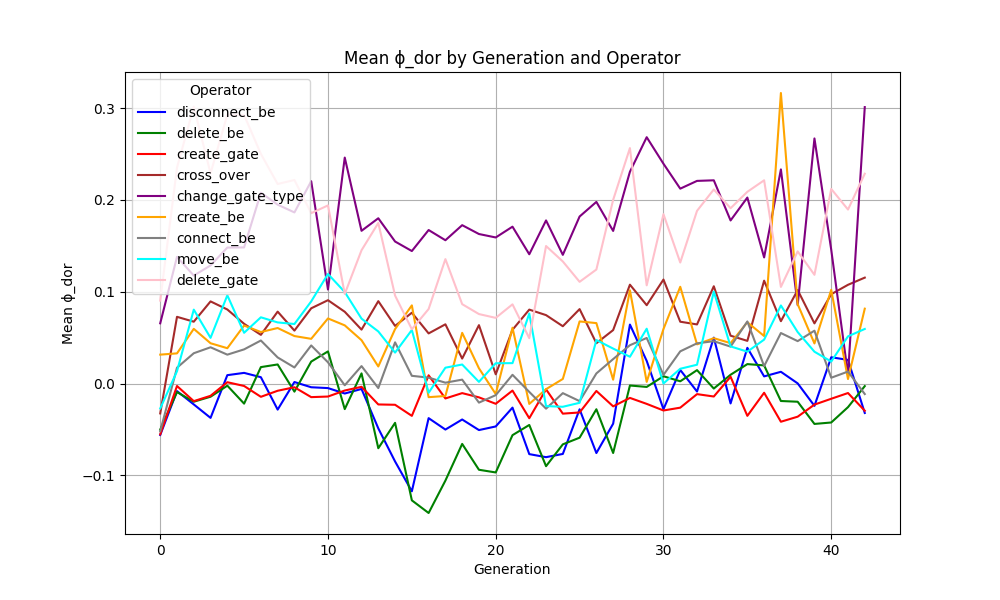 Mean ϕ_dor by Generation and Operator
Operator
disconnect_be
delete_be
create_gate
cross_over
change_gate_type
create_be
connect_be
move_be
delete_gate
Mean ϕ_dor
0.3
0.2
0.1
0.0
−0.1
0
10
20
30
40
Generation